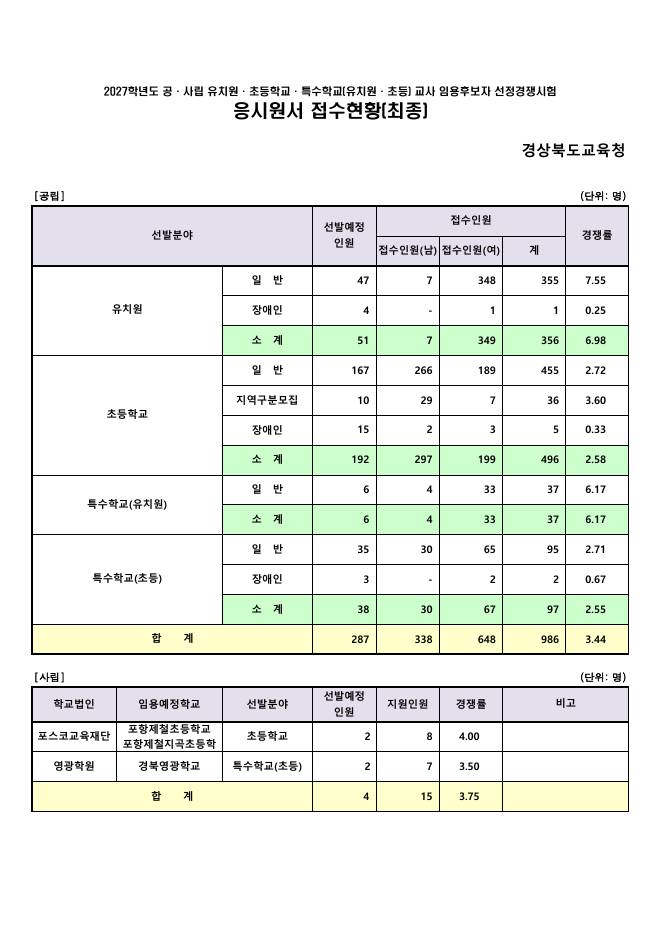 2027학년도 공 · 사립 유치원 · 초등학교 · 특수학교(유치원 · 초등) 교사 임용후보자 선정경쟁시험
응시원서 접수현황(최종)
경상북도교육청
[공립] (단위: 명)
선발분야 선발예정 인원 접수인원 경쟁률
접수인원(남) 접수인원(여) 계
유치원 일 반 47 7 348 355 7.55
장애인 4 - 1 1 0.25
소 계 51 7 349 356 6.98
초등학교 일 반 167 266 189 455 2.72
지역구분모집 10 29 7 36 3.60
장애인 15 2 3 5 0.33
소 계 192 297 199 496 2.58
특수학교(유치원) 일 반 6 4 33 37 6.17
소 계 6 4 33 37 6.17
특수학교(초등) 일 반 35 30 65 95 2.71
장애인 3 - 2 2 0.67
소 계 38 30 67 97 2.55
합 계 287 338 648 986 3.44
[사립] (단위: 명)
학교법인 임용예정학교 선발분야 선발예정 인원 지원인원 경쟁률 비고
포스코교육재단 포항제철초등학교 포항제철지곡초등학 초등학교 2 8 4.00
영광학원 경북영광학교 특수학교(초등) 2 7 3.50
합 계 4 15 3.75